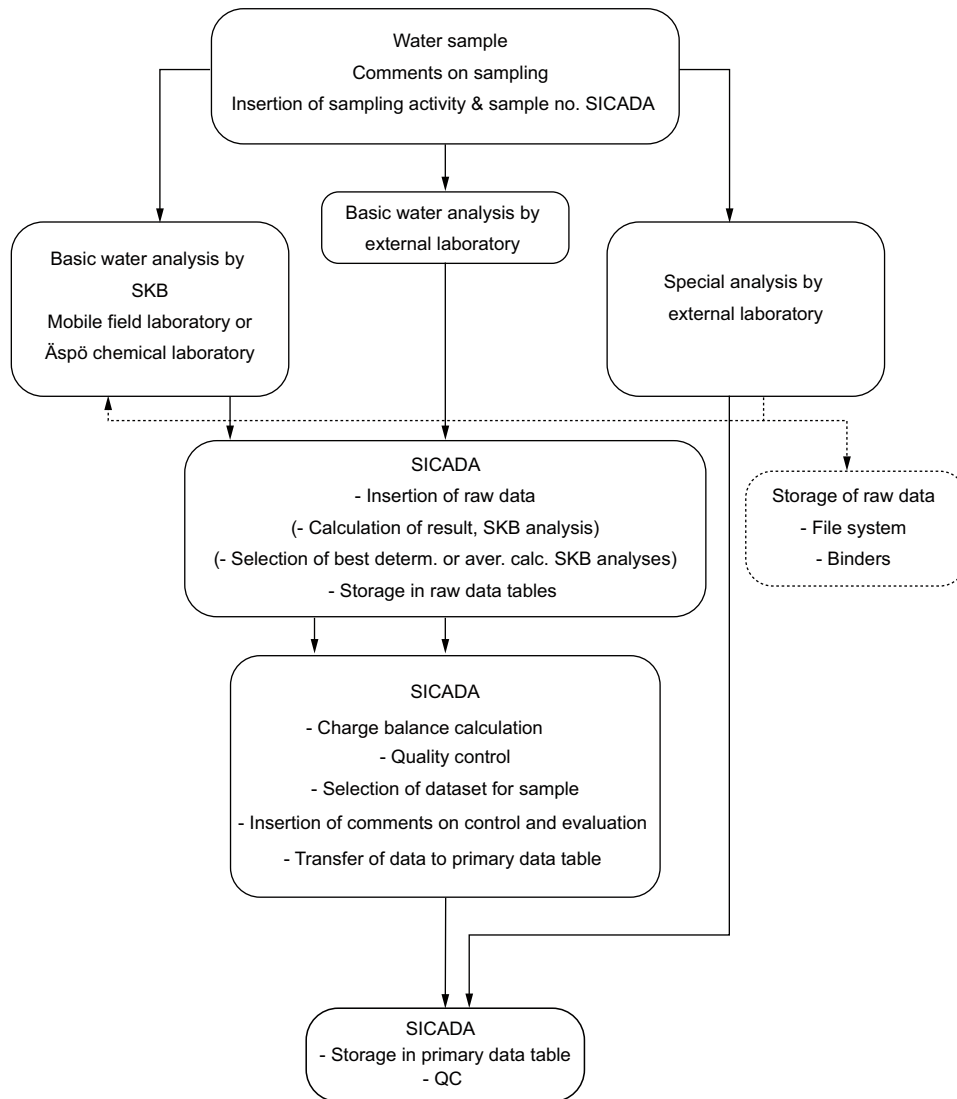 Water sample
Comments on sampling
Insertion of sampling activity & sample no. SICADA
Basic water analysis by
SKB
Mobile field laboratory or
Äspö chemical laboratory
Basic water analysis by
external laboratory
Special analysis by
external laboratory
SICADA
- Insertion of raw data
(- Calculation of result, SKB analysis)
(- Selection of best determ. or aver. calc. SKB analyses)
- Storage in raw data tables
Storage of raw data
- File system
- Binders
SICADA
- Charge balance calculation
- Quality control
- Selection of dataset for sample
- Insertion of comments on control and evaluation
- Transfer of data to primary data table
SICADA
- Storage in primary data table
- QC